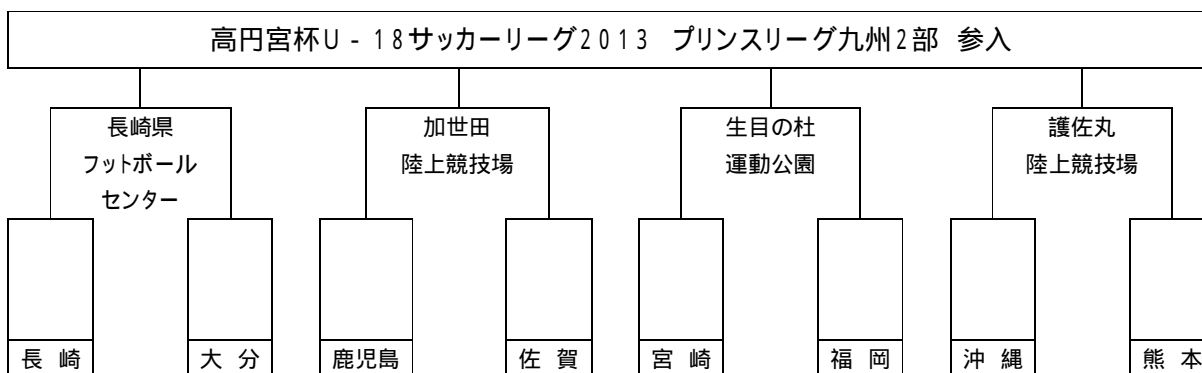 高円宮杯U-18サッカーリーグ2013 プリンスリーグ九州2部 参入
長崎県
フットボール
センター
加世田
陸上競技場
生目の杜
運動公園
護佐丸
陸上競技場
長 崎
大 分
鹿児島
佐 賀
宮 崎
福 岡
沖 縄
熊 本